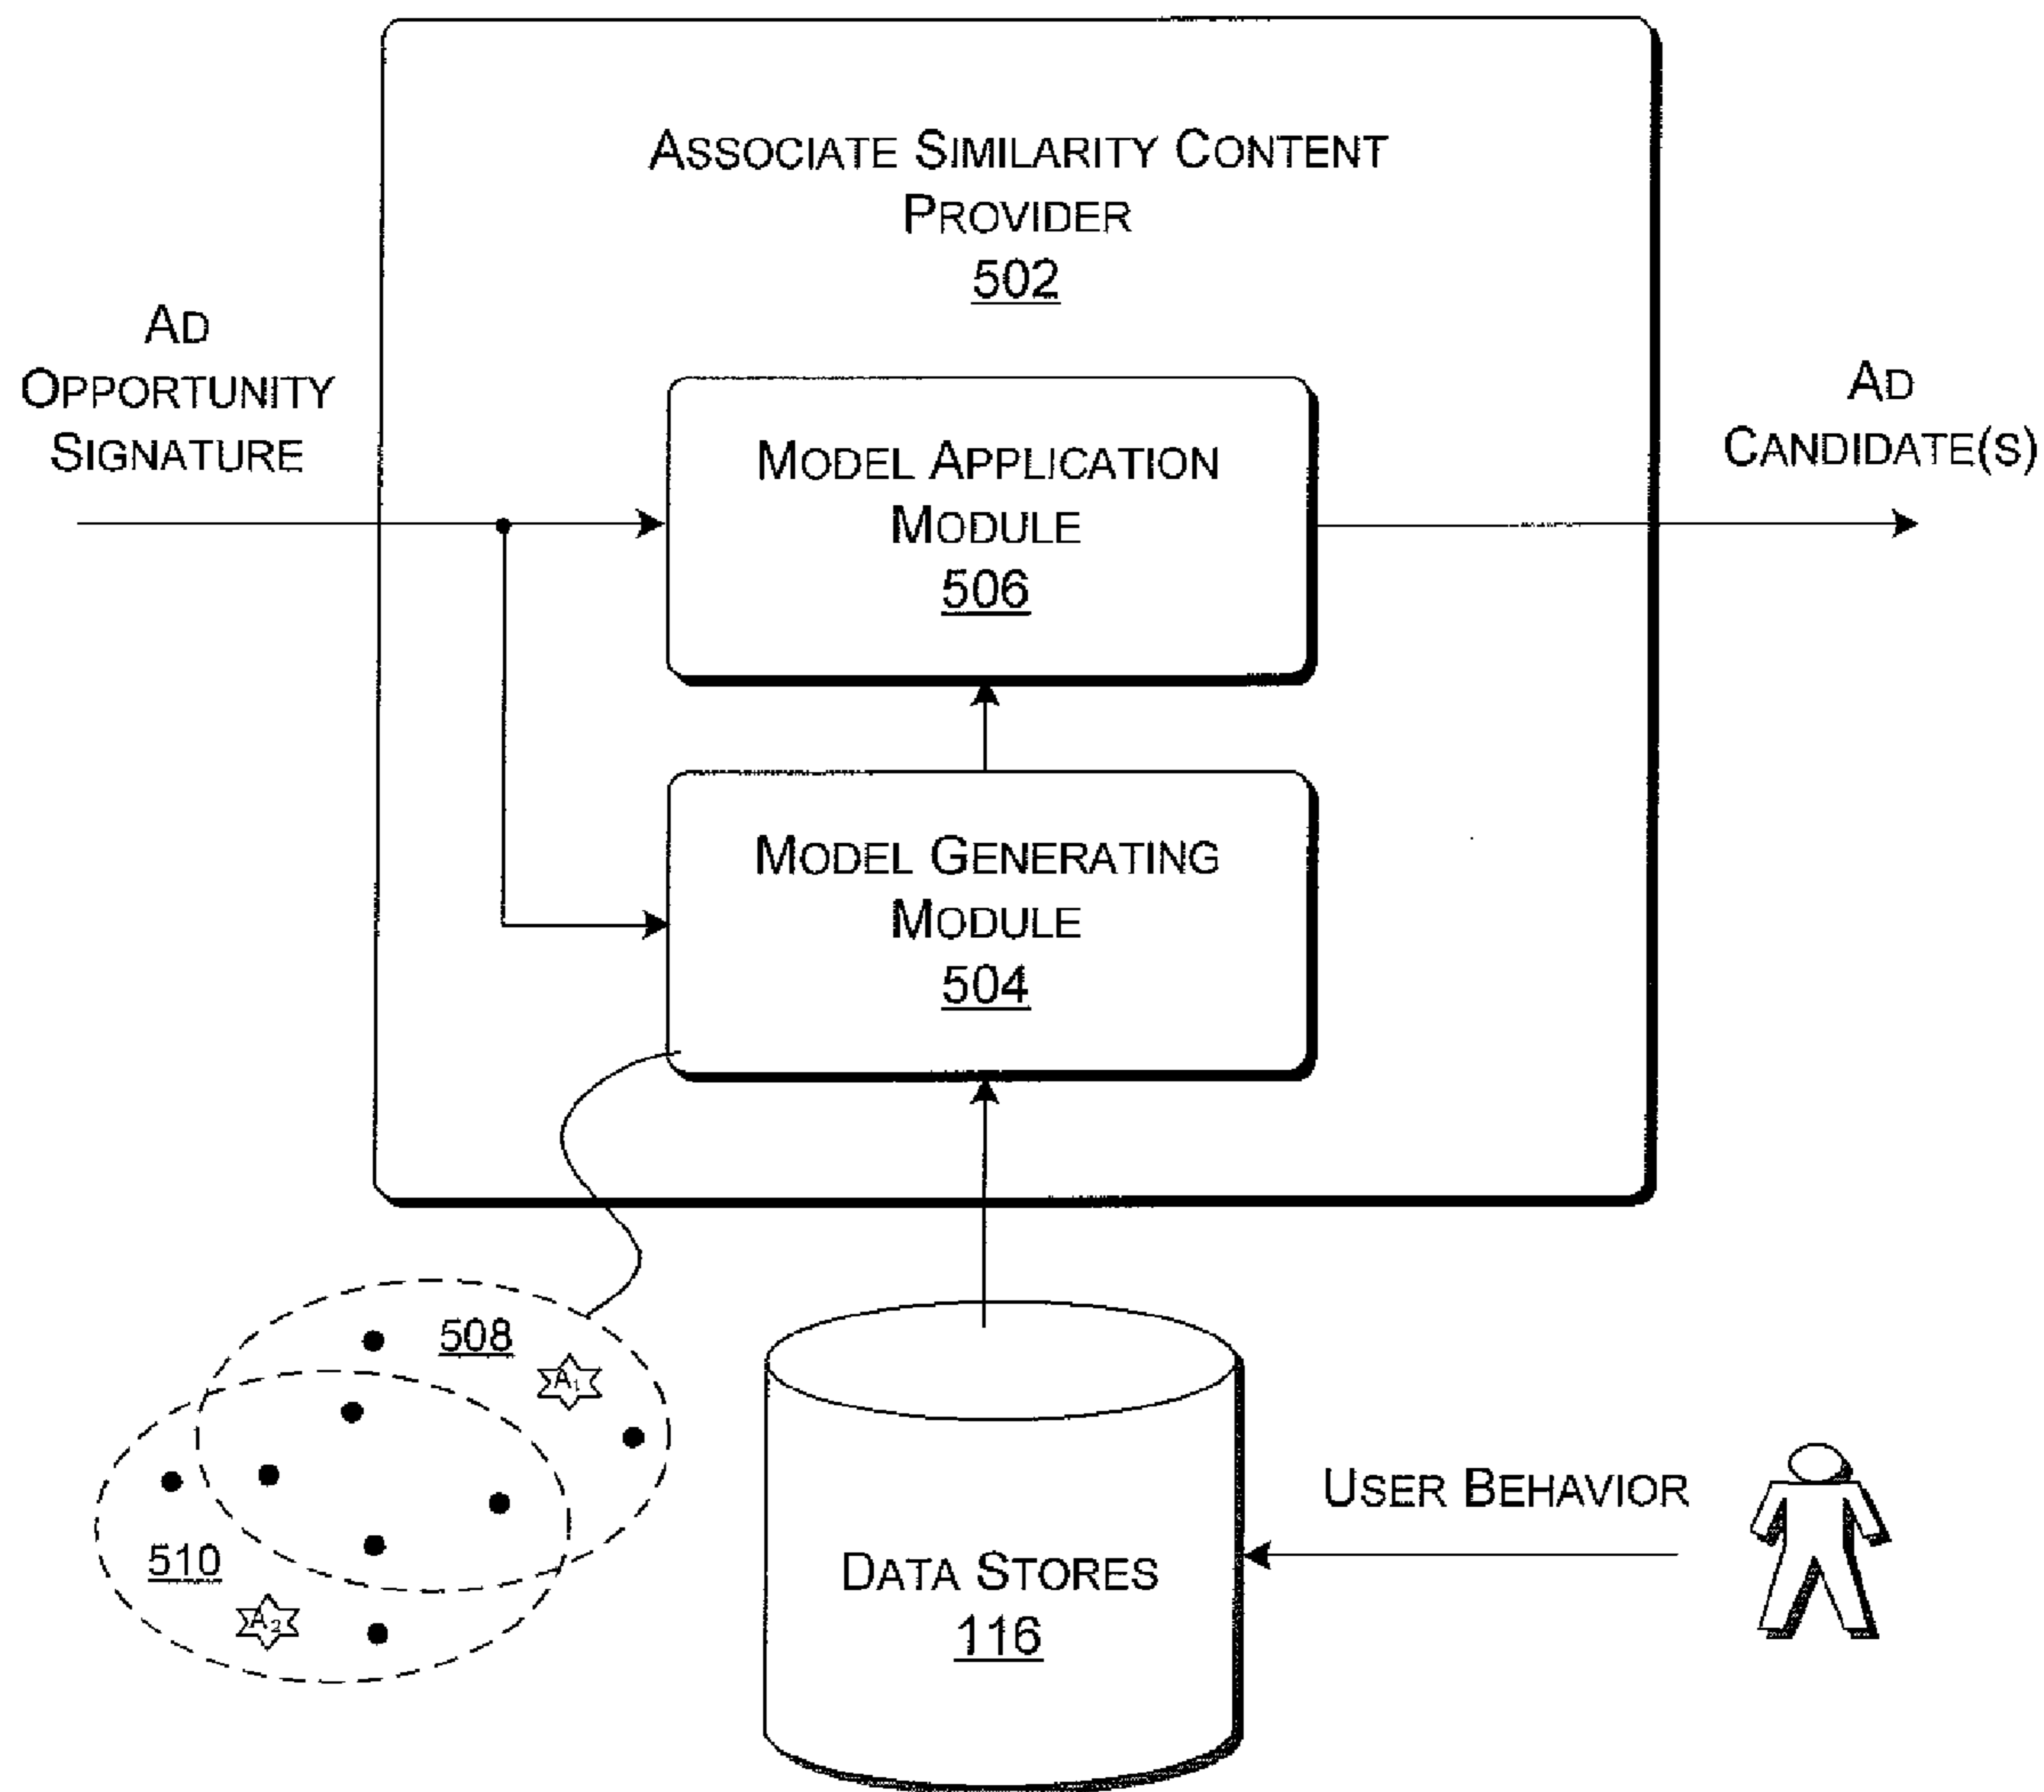 ASSOCIATE SIMILARITY CONTENT
PROVIDER
502
AD
OPPORTUNITY
SIGNATURE
AD
CANDIDATE(S)
MODEL APPLICATION
MODULE
506
MODEL GENERATING
MODULE
504
508
A₁
510
A₂
USER BEHAVIOR
DATA STORES
116